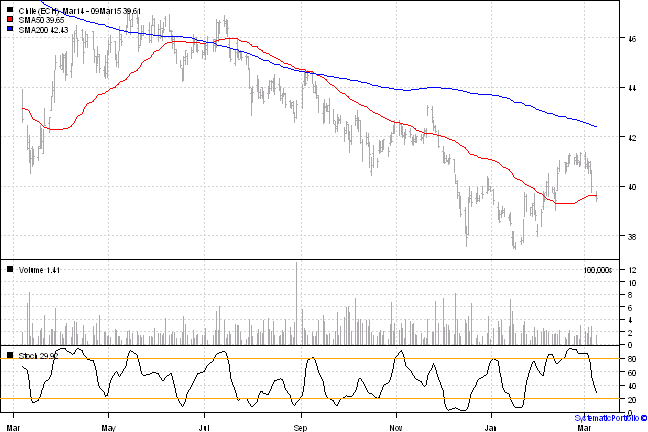 Chile (ECH) Mar14 - 09Mar15 39.61
SMA50 39.65
SMA200 42.43
46
44
42
40
38
Volume 1.41
100,000s
12
10
8
6
4
2
0
Stoch 29.92
80
60
40
20
0
Mar
May
Jul
Sep
Nov
Jan
Mar
SystematicPortfolio ©